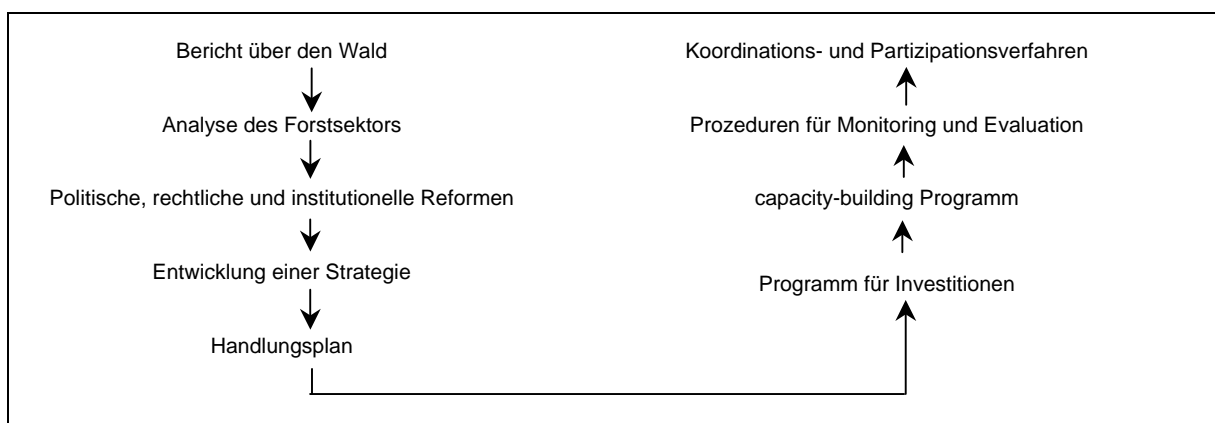 Bericht über den Wald
Analyse des Forstsektors
Politische, rechtliche und institutionelle Reformen
Entwicklung einer Strategie
Handlungsplan
Programm für Investitionen
capacity-building Programm
Prozeduren für Monitoring und Evaluation
Koordinations- und Partizipationsverfahren